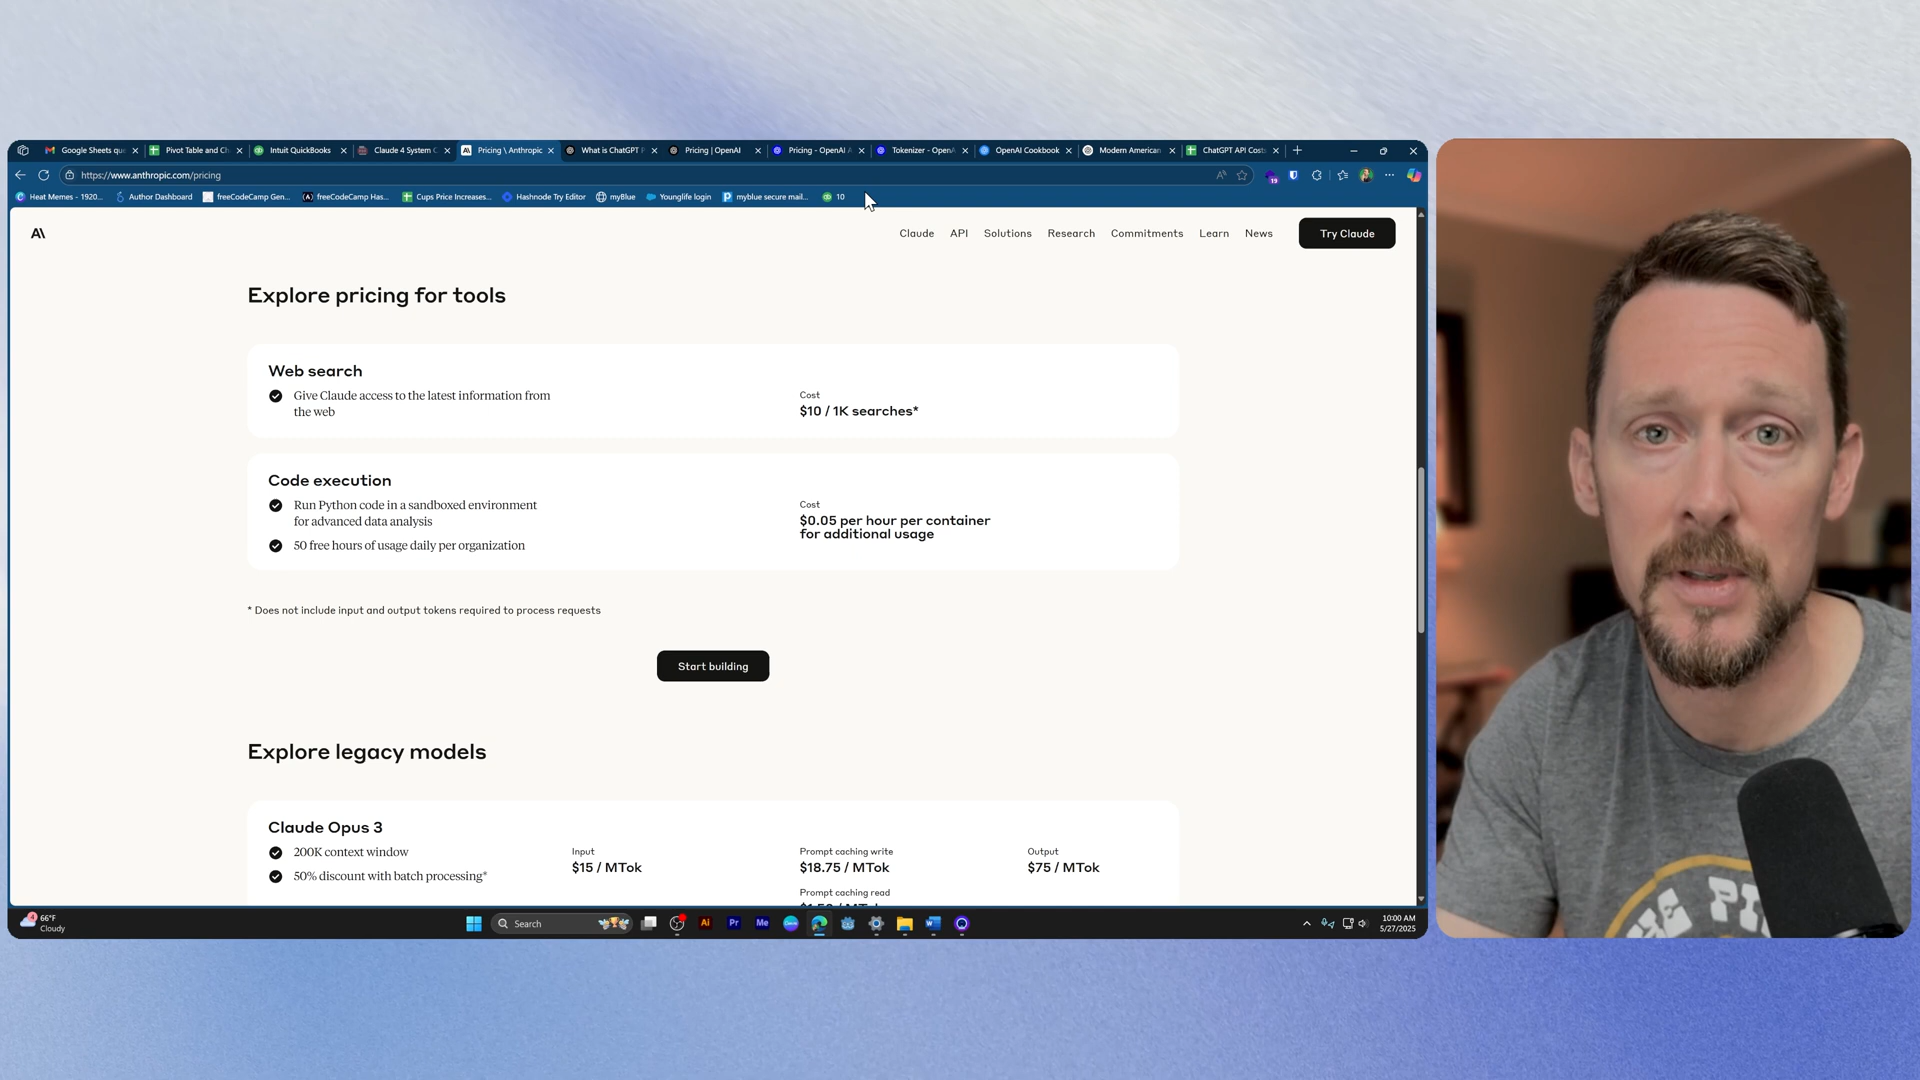 Google Sheets qu
Pivot Table and Ch
Intuit QuickBooks
Claude 4 System C
Pricing \ Anthropic
What is ChatGPT P
Pricing | OpenAI
Pricing - OpenAI A
Tokenizer - OpenA
OpenAI Cookbook
Modern American
ChatGPT API Costs
https://www.anthropic.com/pricing
19
Heat Memes - 1920...
Author Dashboard
freeCodeCamp Gen...
freeCodeCamp Has...
Cups Price Increases...
Hashnode Try Editor
myBlue
Younglife login
myblue secure mail...
10
A\
Claude
API
Solutions
Research
Commitments
Learn
News
Try Claude
Explore pricing for tools
Web search
Give Claude access to the latest information from
the web
Cost
$10 / 1K searches*
Code execution
Run Python code in a sandboxed environment
for advanced data analysis
50 free hours of usage daily per organization
Cost
$0.05 per hour per container
for additional usage
* Does not include input and output tokens required to process requests
Start building
Explore legacy models
Claude Opus 3
200K context window
50% discount with batch processing*
Input
$15 / MTok
Prompt caching write
$18.75 / MTok
Prompt caching read
Output
$75 / MTok
4
66°F
Cloudy
Search
Ai
Pr
Me
10:00 AM
5/27/2025